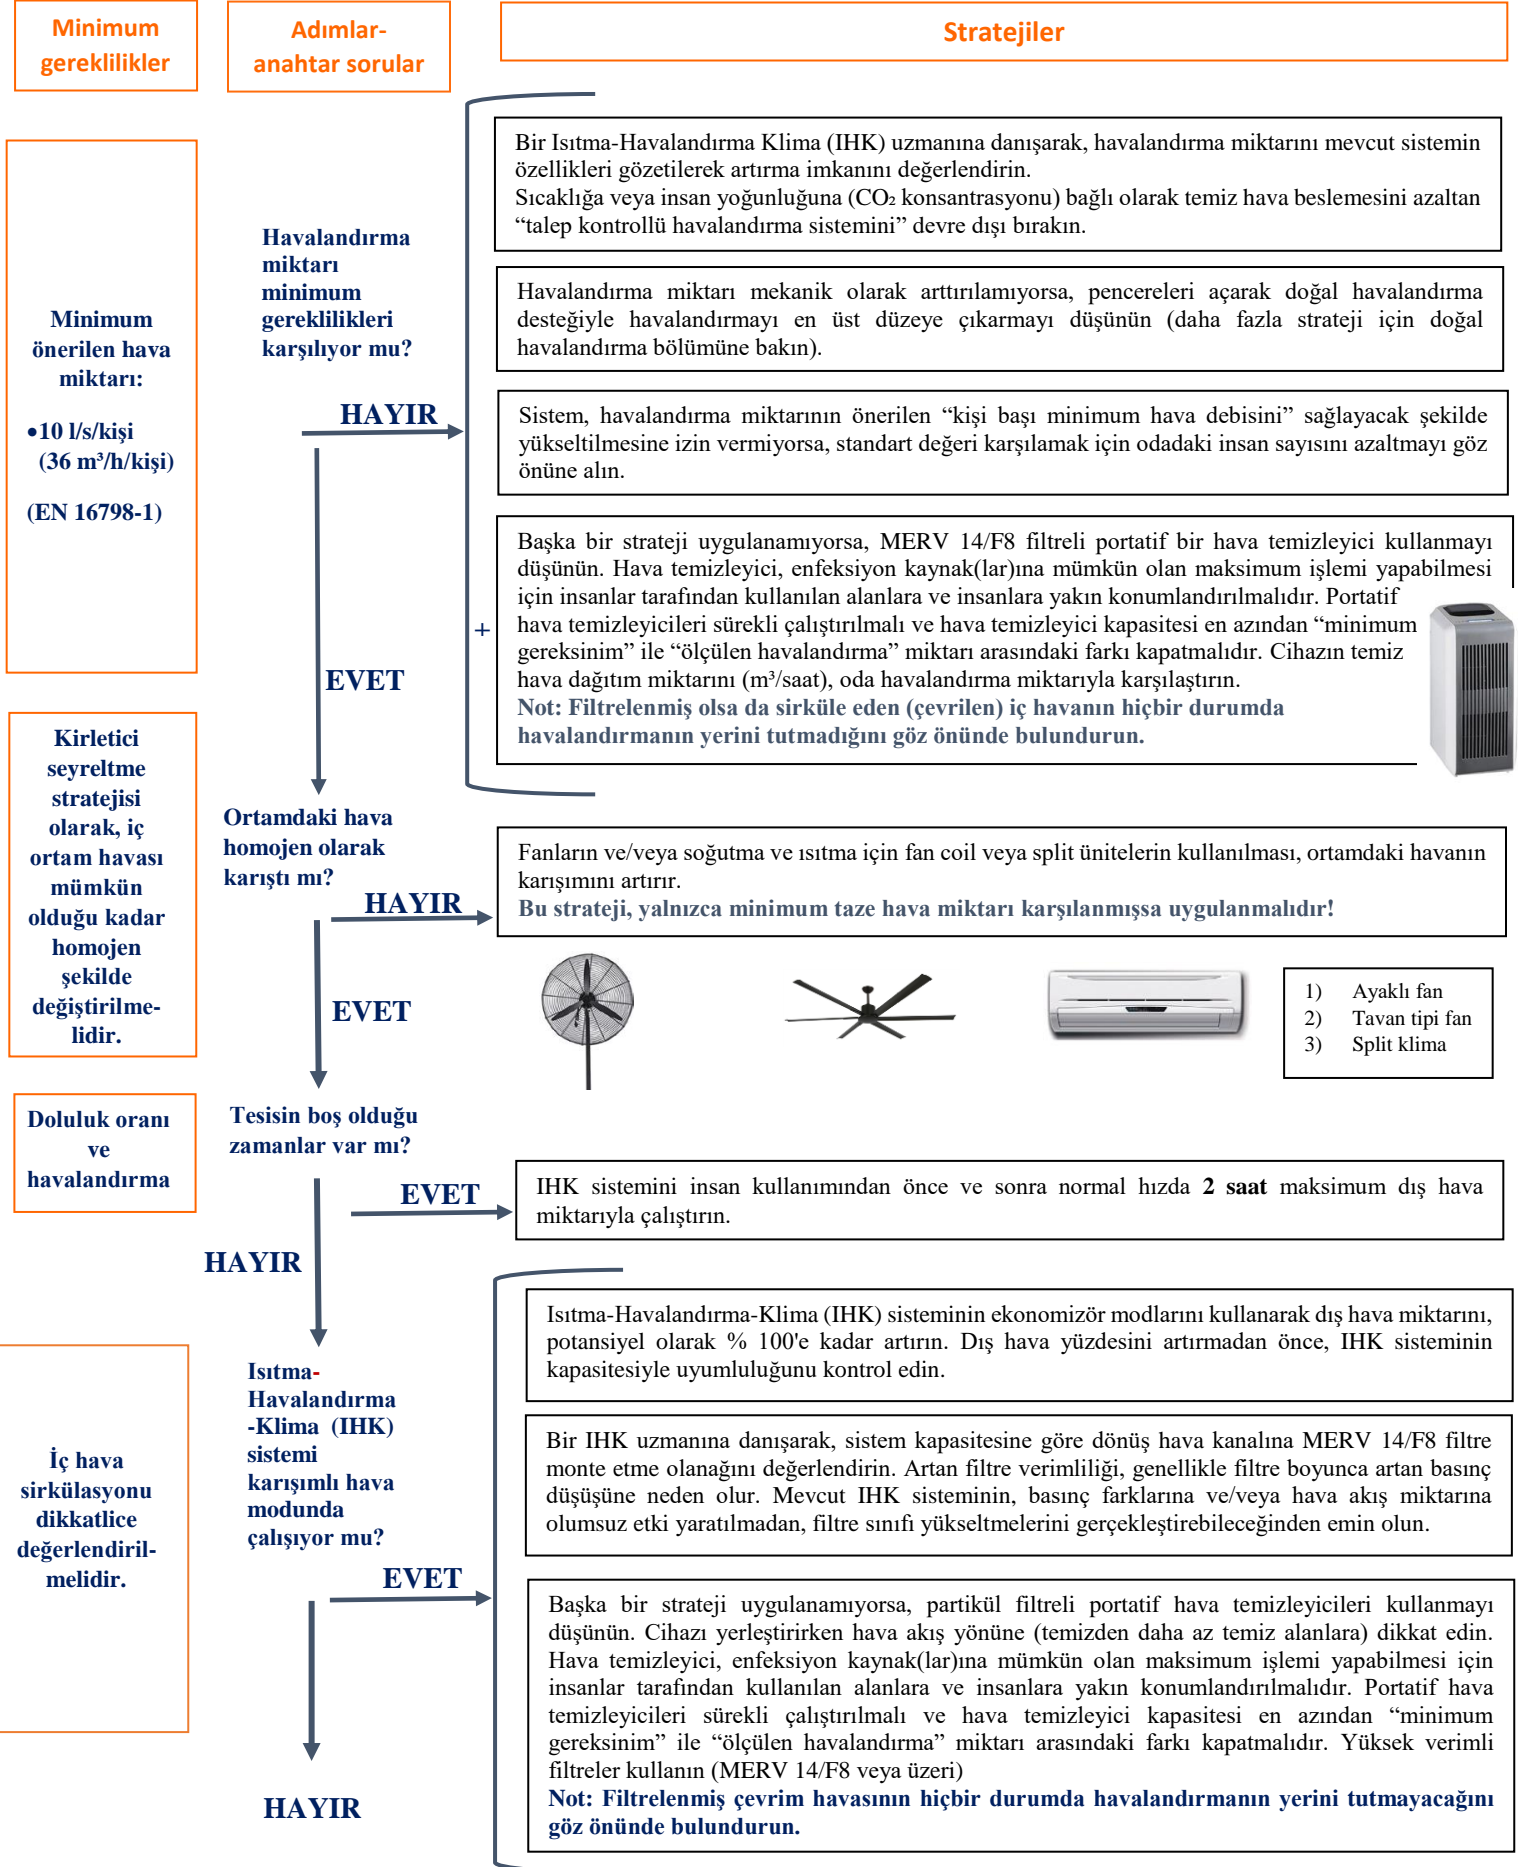 Minimum
gereklilikler
Adımlar-
anahtar sorular
Stratejiler
Minimum
önerilen hava
miktarı:
•10 l/s/kişi
(36 m³/h/kişi)
(EN 16798-1)
Havalandırma
miktarı
minimum
gereklilikleri
karşılıyor mu?
HAYIR
EVET
Bir Isıtma-Havalandırma Klima (IHK) uzmanına danışarak, havalandırma miktarını mevcut sistemin
özellikleri gözetilerek artırma imkanını değerlendirin.
Sıcaklığa veya insan yoğunluğuna (CO₂ konsantrasyonu) bağlı olarak temiz hava beslemesini azaltan
“talep kontrollü havalandırma sistemini” devre dışı bırakın.
Havalandırma miktarı mekanik olarak arttırılamıyorsa, pencereleri açarak doğal havalandırma
desteğiyle havalandırmayı en üst düzeye çıkarmayı düşünün (daha fazla strateji için doğal
havalandırma bölümüne bakın).
Sistem, havalandırma miktarının önerilen “kişi başı minimum hava debisini” sağlayacak şekilde
yükseltilmesine izin vermiyorsa, standart değeri karşılamak için odadaki insan sayısını azaltmayı göz
önüne alın.
+
Başka bir strateji uygulanamıyorsa, MERV 14/F8 filtreli portatif bir hava temizleyici kullanmayı
düşünün. Hava temizleyici, enfeksiyon kaynak(lar)ına mümkün olan maksimum işlemi yapabilmesi
için insanlar tarafından kullanılan alanlara ve insanlara yakın konumlandırılmalıdır. Portatif
hava temizleyicileri sürekli çalıştırılmalı ve hava temizleyici kapasitesi en azından “minimum
gereksinim” ile “ölçülen havalandırma” miktarı arasındaki farkı kapatmalıdır. Cihazın temiz
hava dağıtım miktarını (m³/saat), oda havalandırma miktarıyla karşılaştırın.
Not: Filtrelenmiş olsa da sirküle eden (çevrilen) iç havanın hiçbir durumda
havalandırmanın yerini tutmadığını göz önünde bulundurun.
Kirletici
seyreltme
stratejisi
olarak, iç
ortam havası
mümkün
olduğu kadar
homojen
şekilde
değiştirilme-
lidir.
Ortamdaki hava
homojen olarak
karıştı mı?
HAYIR
EVET
Fanların ve/veya soğutma ve ısıtma için fan coil veya split ünitelerin kullanılması, ortamdaki havanın
karışımını artırır.
Bu strateji, yalnızca minimum taze hava miktarı karşılanmışsa uygulanmalıdır!
1) Ayaklı fan
2) Tavan tipi fan
3) Split klima
Doluluk oranı
ve
havalandırma
Tesisin boş olduğu
zamanlar var mı?
EVET
HAYIR
IHK sistemini insan kullanımından önce ve sonra normal hızda 2 saat maksimum dış hava
miktarıyla çalıştırın.
İç hava
sirkülasyonu
dikkatlice
değerlendiril-
melidir.
Isıtma-
Havalandırma
-Klima (IHK)
sistemi
karışımlı hava
modunda
çalışıyor mu?
EVET
HAYIR
Isıtma-Havalandırma-Klima (IHK) sisteminin ekonomizör modlarını kullanarak dış hava miktarını,
potansiyel olarak % 100'e kadar artırın. Dış hava yüzdesini artırmadan önce, IHK sisteminin
kapasitesiyle uyumluluğunu kontrol edin.
Bir IHK uzmanına danışarak, sistem kapasitesine göre dönüş hava kanalına MERV 14/F8 filtre
monte etme olanağını değerlendirin. Artan filtre verimliliği, genellikle filtre boyunca artan basınç
düşüşüne neden olur. Mevcut IHK sisteminin, basınç farklarına ve/veya hava akış miktarına
olumsuz etki yaratılmadan, filtre sınıfı yükseltmelerini gerçekleştirebileceğinden emin olun.
Başka bir strateji uygulanamıyorsa, partikül filtreli portatif hava temizleyicileri kullanmayı
düşünün. Cihazı yerleştirirken hava akış yönüne (temizden daha az temiz alanlara) dikkat edin.
Hava temizleyici, enfeksiyon kaynak(lar)ına mümkün olan maksimum işlemi yapabilmesi için
insanlar tarafından kullanılan alanlara ve insanlara yakın konumlandırılmalıdır. Portatif hava
temizleyicileri sürekli çalıştırılmalı ve hava temizleyici kapasitesi en azından “minimum
gereksinim” ile “ölçülen havalandırma” miktarı arasındaki farkı kapatmalıdır. Yüksek verimli
filtreler kullanın (MERV 14/F8 veya üzeri)
Not: Filtrelenmiş çevrim havasının hiçbir durumda havalandırmanın yerini tutmayacağını
göz önünde bulundurun.